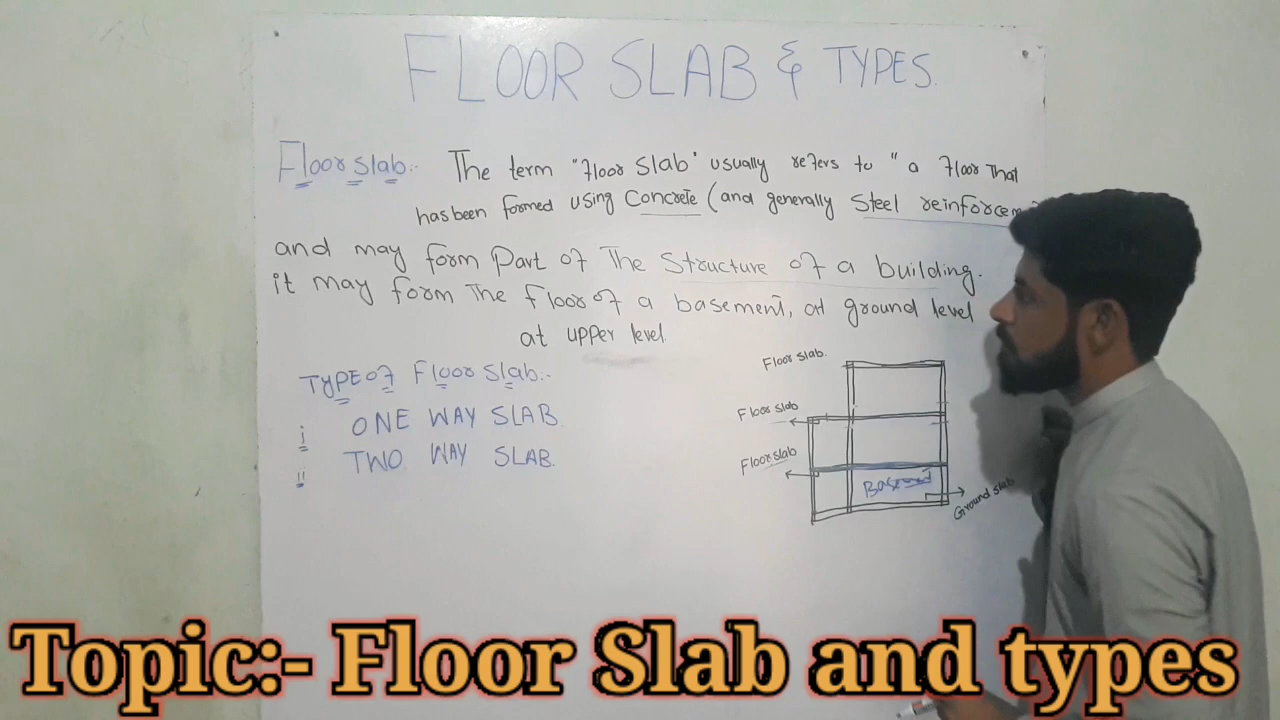 FLOOR SLAB & TYPES.
Floor slab:- The term "floor slab" usually refers to "a floor that
has been formed using Concrete (and generally Steel reinforcem
and may form Part of The Structure of a building.
it may form The floor of a basement, at ground level
at upper level.
Floor slab.
TYPE of Floor Slab:-
i ONE WAY SLAB.
Floor slab
ii TWO WAY SLAB.
Floor slab
Basement
Ground slab
Topic:- Floor Slab and types